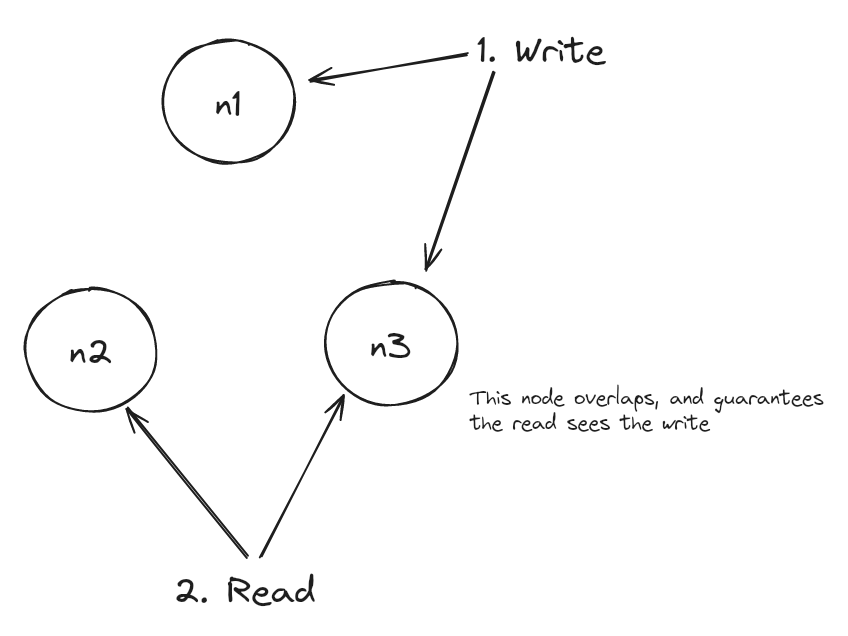 1. Write
n1
n2
n3
This node overlaps, and guarantees
the read sees the write
2. Read